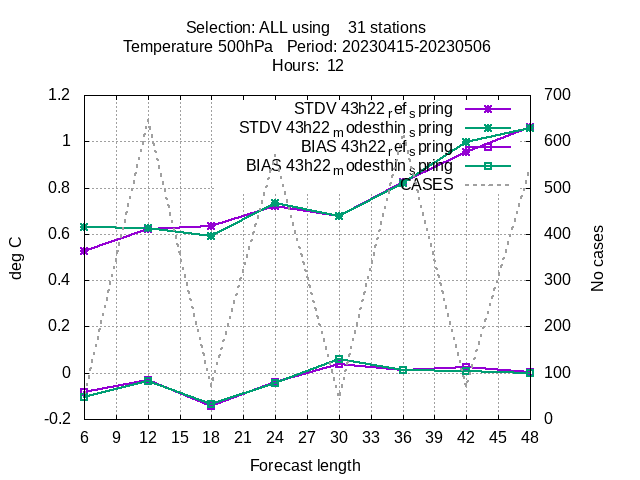 Selection: ALL using    31 stations
Temperature 500hPa   Period: 20230415-20230506
Hours:  12
1.2
1
0.8
0.6
0.4
0.2
0
-0.2
700
600
500
400
300
200
100
0
deg C
No cases
STDV 43h22_ref_spring
STDV 43h22_modesthin_spring
BIAS 43h22_ref_spring
BIAS 43h22_modesthin_spring
CASES
6 9 12 15 18 21 24 27 30 33 36 39 42 45 48
Forecast length